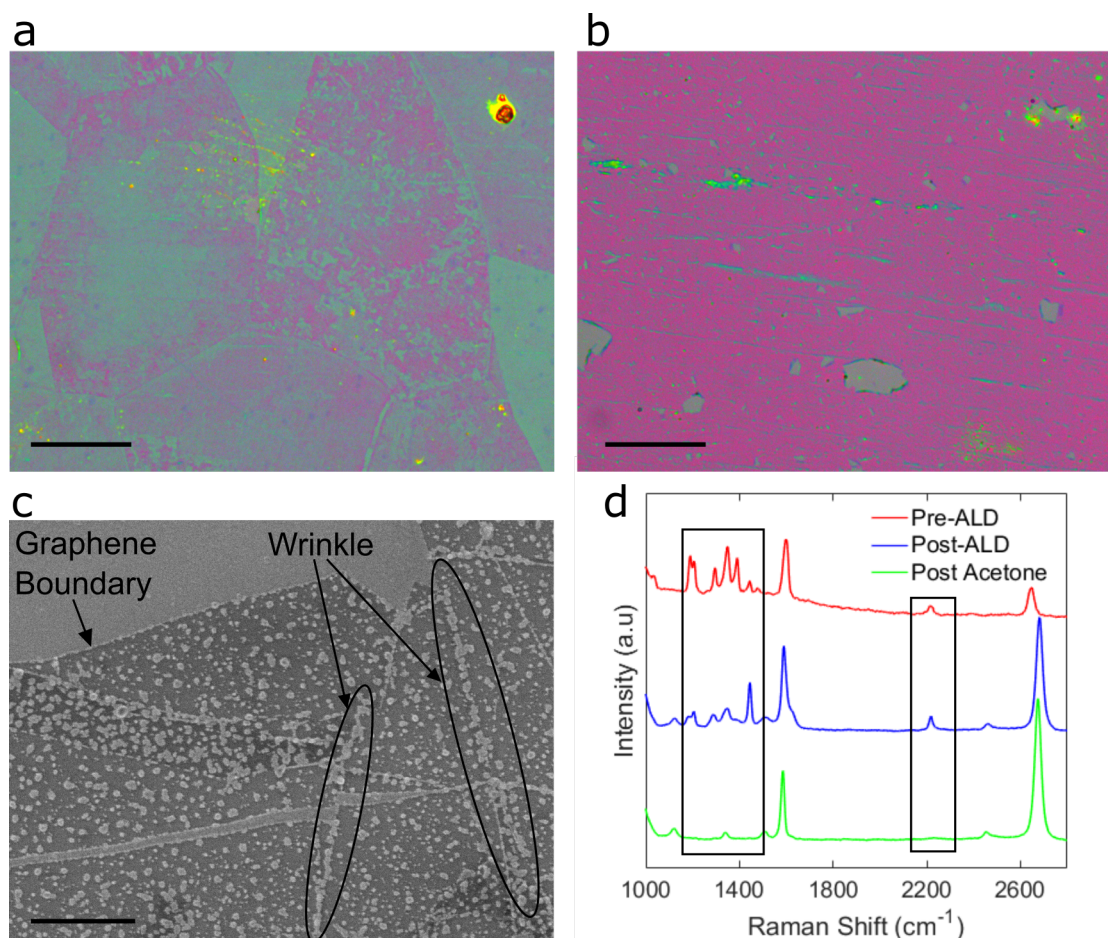 a
b
c
Graphene
Boundary
Wrinkle
d
Pre-ALD
Post-ALD
Post Acetone
Intensity (a.u)
1000 1400 1800 2200 2600
Raman Shift (cm⁻¹)